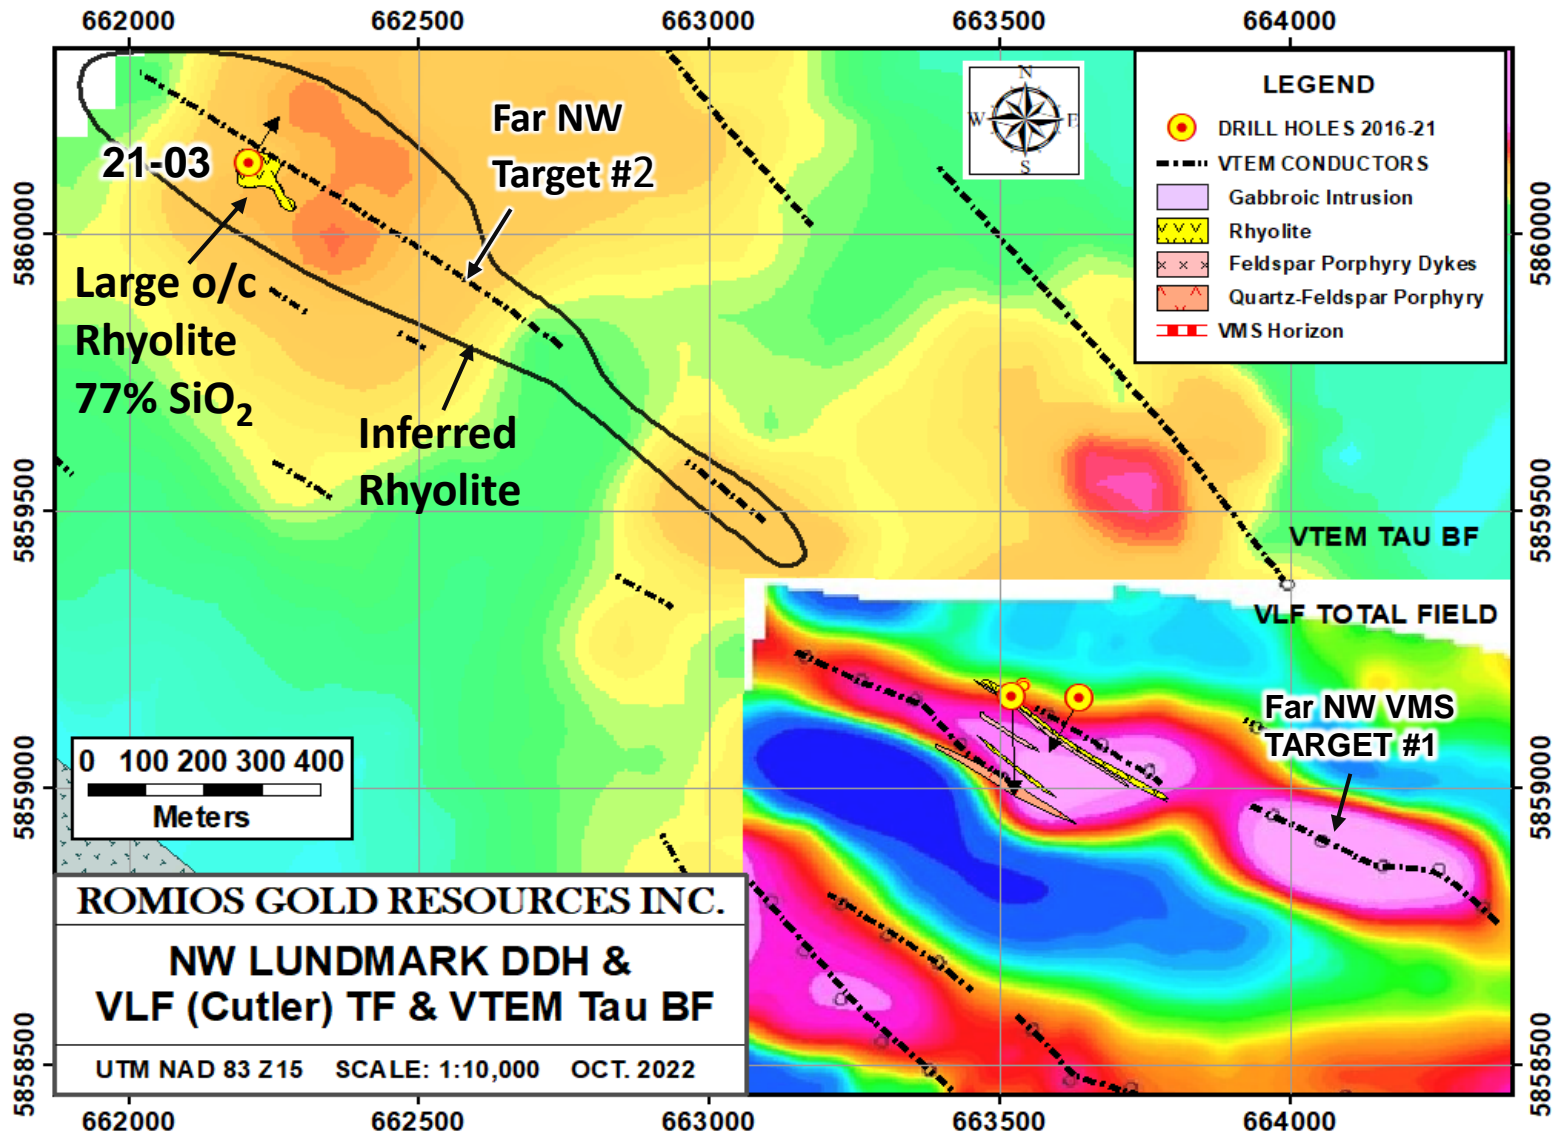 662000 662500 663000 663500 664000
5860000
5859500
5859000
5858500
5860000
5859500
5859000
5858500
Far NW
Target #2
21-03
Large o/c
Rhyolite
77% SiO2
Inferred
Rhyolite
N
W E
S
LEGEND
DRILL HOLES 2016-21
VTEM CONDUCTORS
Gabbroic Intrusion
Rhyolite
Feldspar Porphyry Dykes
Quartz-Feldspar Porphyry
VMS Horizon
VTEM TAU BF
VLF TOTAL FIELD
Far NW VMS
TARGET #1
0 100 200 300 400
Meters
ROMIOS GOLD RESOURCES INC.
NW LUNDMARK DDH &
VLF (Cutler) TF & VTEM Tau BF
UTM NAD 83 Z15 SCALE: 1:10,000 OCT. 2022
662000 662500 663000 663500 664000